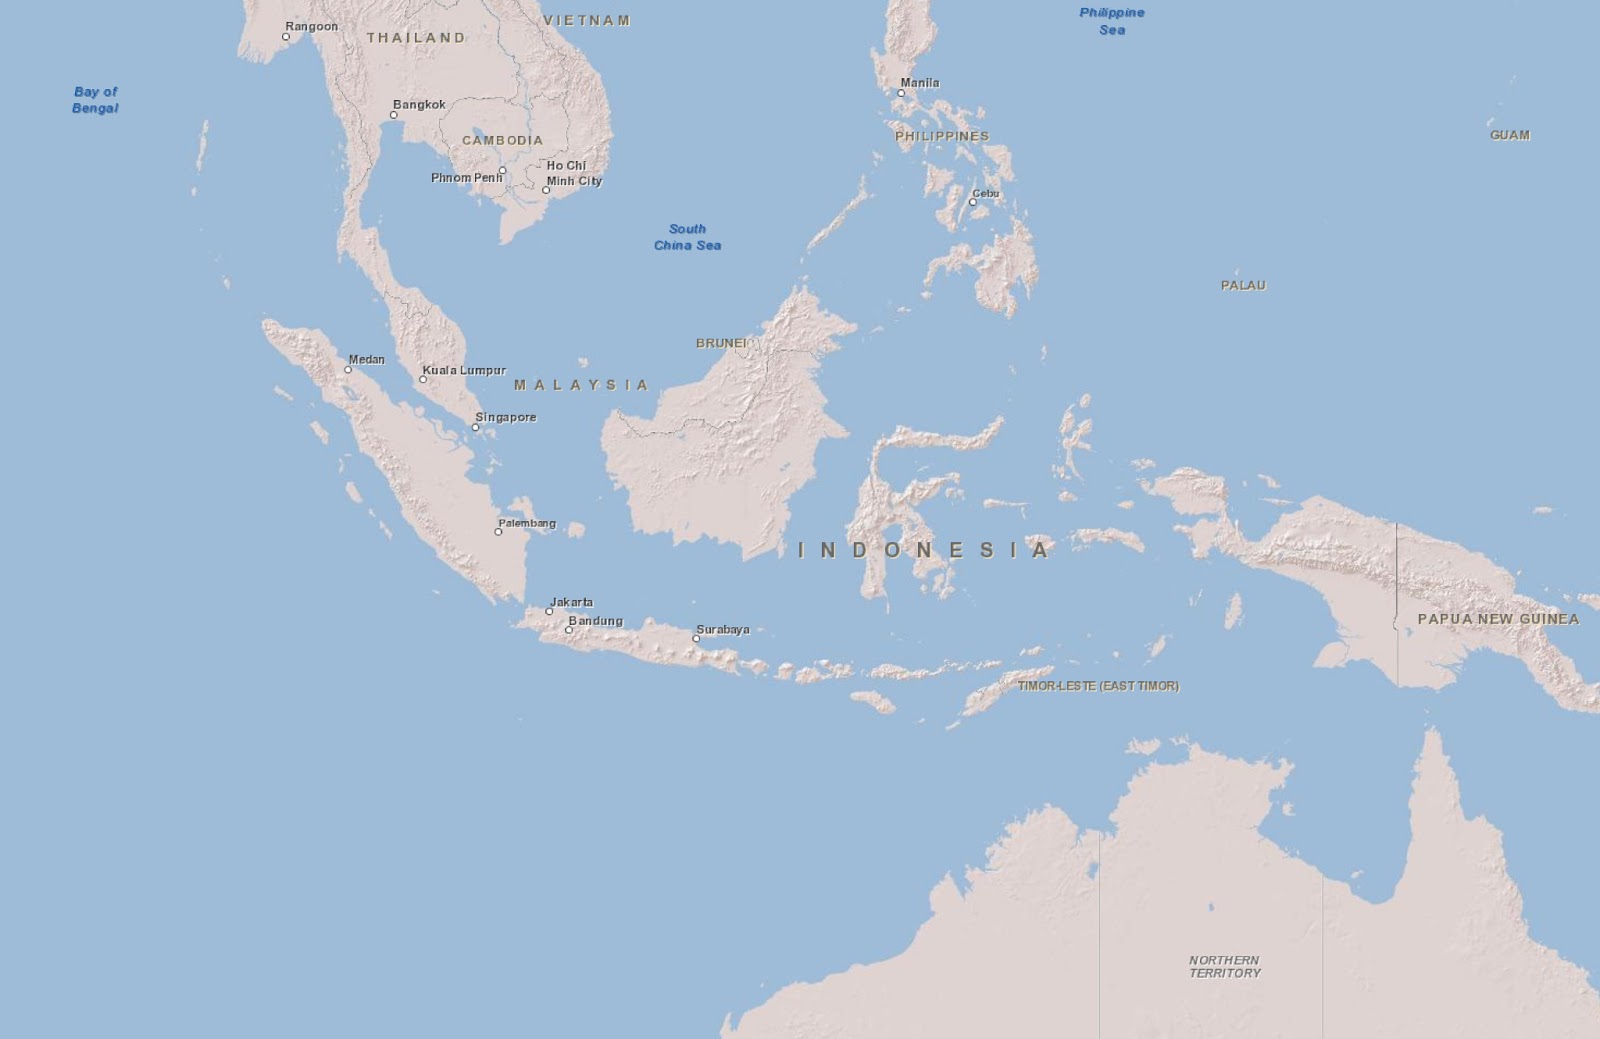 Philippine
Sea
VIETNAM
Rangoon
THAILAND
Manila
Bay of
Bengal
Bangkok
PHILIPPINES
GUAM
CAMBODIA
Ho Chi
Minh City
Phnom Penh
Cebu
South
China Sea
PALAU
BRUNEI
Medan
Kuala Lumpur
MALAYSIA
Singapore
Palembang
INDONESIA
Jakarta
Bandung
Surabaya
PAPUA NEW GUINEA
TIMOR-LESTE (EAST TIMOR)
NORTHERN
TERRITORY